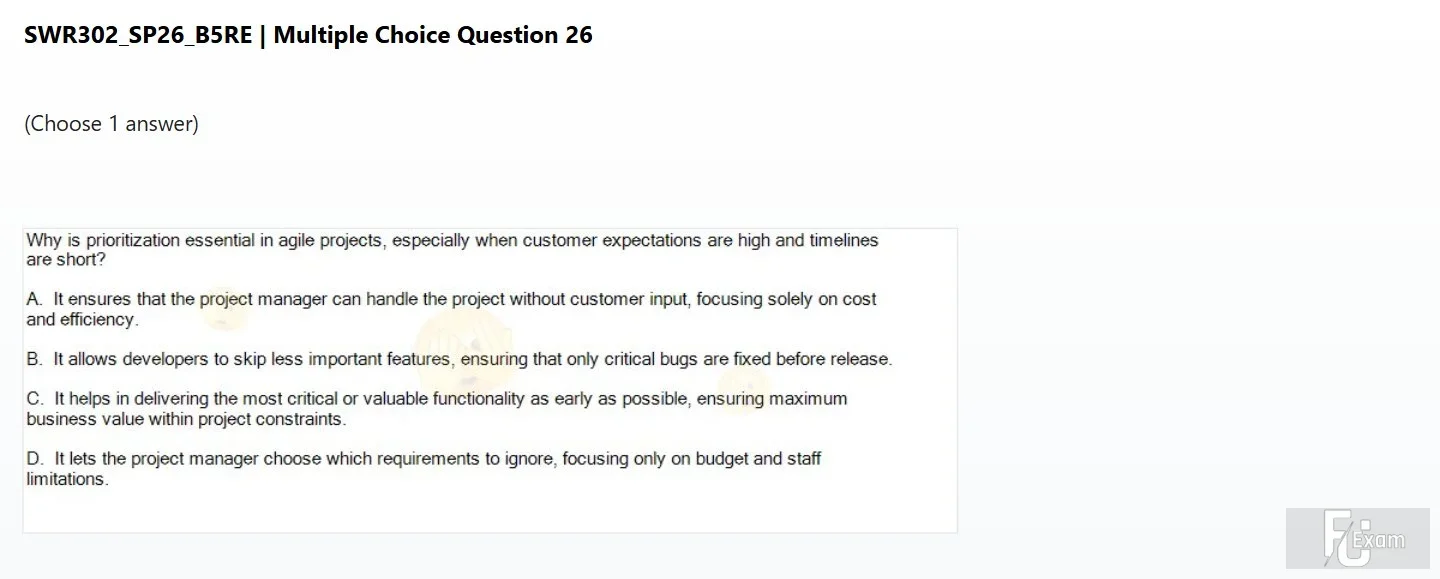 SWR302_SP26_B5RE | Multiple Choice Question 26
(Choose 1 answer)
Why is prioritization essential in agile projects, especially when customer expectations are high and timelines
are short?
A. It ensures that the project manager can handle the project without customer input, focusing solely on cost
and efficiency.
B. It allows developers to skip less important features, ensuring that only critical bugs are fixed before release.
C. It helps in delivering the most critical or valuable functionality as early as possible, ensuring maximum
business value within project constraints.
D. It lets the project manager choose which requirements to ignore, focusing only on budget and staff
limitations.
FU Exam